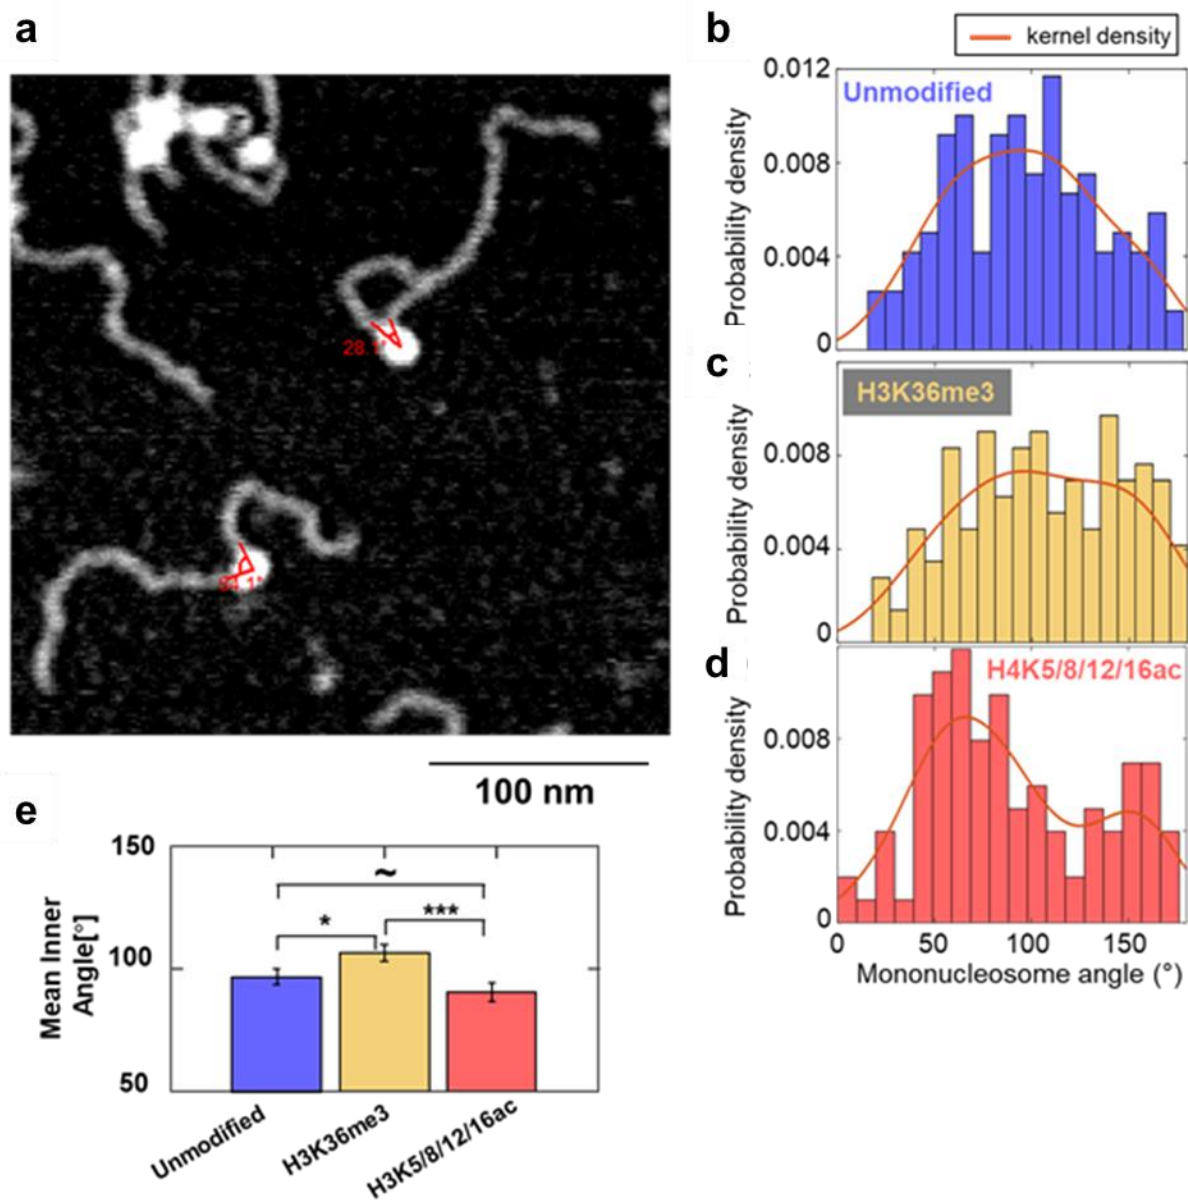 a
28.1°
100 nm
b
kernel density
Unmodified
Probability density
0.012
0.008
0.004
0
c
H3K36me3
Probability density
0.008
0.004
0
d
H4K5/8/12/16ac
Probability density
0.008
0.004
0
0 50 100 150
Mononucleosome angle (°)
e
Mean Inner
Angle[°]
150
100
50
~
*
***
Unmodified
H3K36me3
H3K5/8/12/16ac